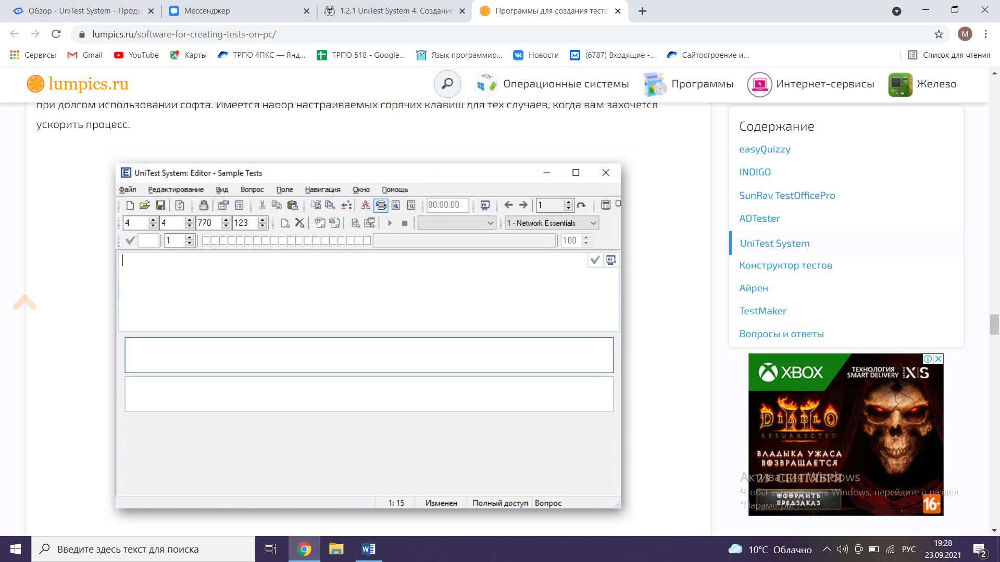 Обзор - UniTest System - Проду
Мессенджер
1.2.1 UniTest System 4. Создание
Программы для создания тесто
lumpics.ru/software-for-creating-tests-on-pc/
M
Сервисы
Gmail
YouTube
Карты
ТРПО 4ПКС — Янд...
ТРПО 518 - Google...
Язык программир...
Новости
(6787) Входящие -...
Сайтостроение и...
Список для чтения
lumpics.ru
iOS
Операционные системы
Программы
Интернет-сервисы
Железо
при долгом использовании софта. Имеется набор настраиваемых горячих клавиш для тех случаев, когда вам захочется
ускорить процесс.
E UniTest System: Editor - Sample Tests
Файл Редактирование Вид Вопрос Поле Навигация Окно Помощь
00:00:00 1
4 4 770 123 1 - Network Essentials
1 100
1: 15 Изменен Полный доступ Вопрос
Содержание
easyQuizzy
INDIGO
SunRav TestOfficePro
ADTester
UniTest System
Конструктор тестов
Айрен
TestMaker
Вопросы и ответы
XBOX
ТЕХНОЛОГИЯ
SMART DELIVERY
SERIES X|S
DIABLO II
RESURRECTED
ВЛАДЫКА УЖАСА
ВОЗВРАЩАЕТСЯ
23 СЕНТЯБРЯ
ОФОРМИТЬ
ПРЕДЗАКАЗ
16+
Активация Windows
Чтобы активировать Windows, перейдите в раздел
"Параметры".
Введите здесь текст для поиска
10°C Облачно
РУС
19:28
23.09.2021
2